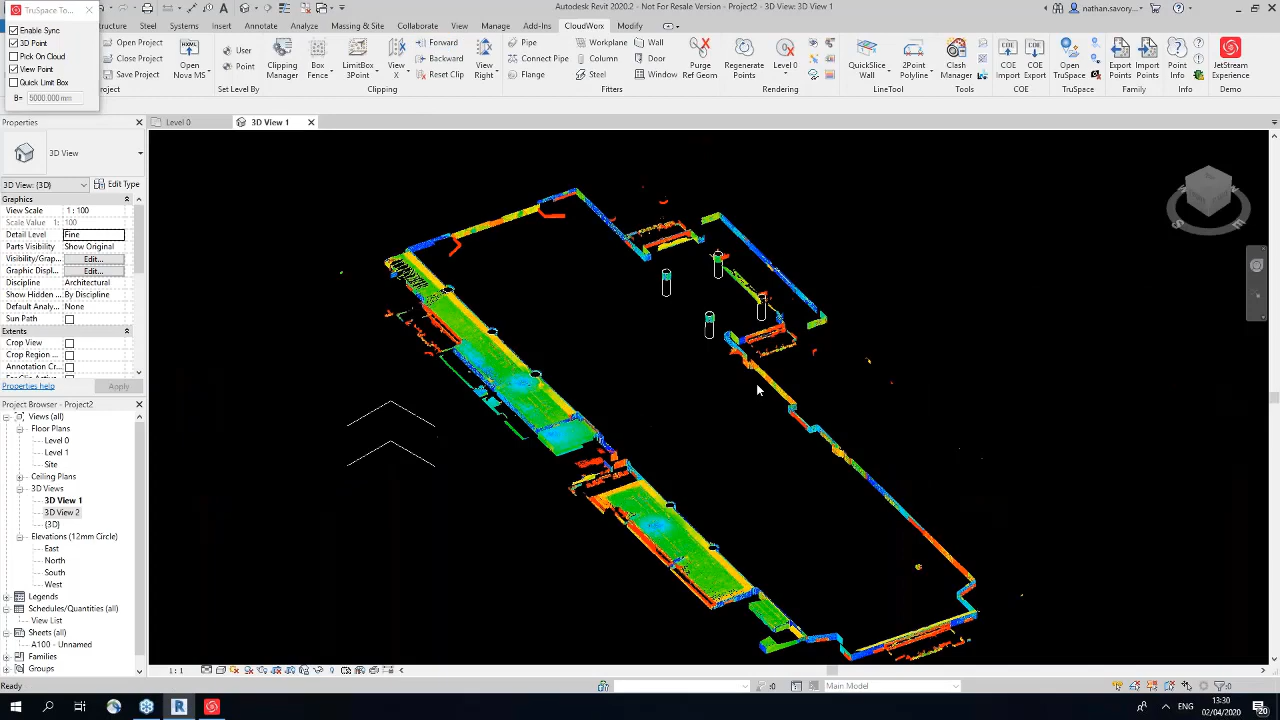 TruSpace To...
Autodesk Revit 2020.2 - Not For Resale Version - Project2 - 3D View: 3D View 1
nathan.savory...
Structure Steel Systems Insert Annotate Analyze Massing & Site Collaborate View Manage Add-Ins CloudWorx Modify
Enable Sync
3D Point
Pick On Cloud
View Point
Quick Limit Box
B= 5000.000 mm
Open Project
Close Project
Save Project
Open Nova MS
User
Point
Clipping Manager
Box Fence
LimitBox 3Point
View X
Forward
Backward
Reset Clip
View Right
Pipe
Connect Pipe
Flange
Workplane
Column
Steel
Wall
Door
Window
Purge Ref Geom
Regenerate Points
Level 0
QuickSlice Wall
2Point Polyline
Clash Manager
COE Import
COE Export
Open TruSpace
Export Points
Import Points
Point Info
JetStream Experience
Project Set Level By Clipping Fitters Rendering LineTool Tools COE TruSpace Family Info Demo
Properties
Level 0
3D View 1
3D View
3D View: {3D}
Edit Type
Graphics
View Scale 1 : 100
Scale Value 1: 100
Detail Level Fine
Parts Visibility Show Original
Visibility/Grap... Edit...
Graphic Displ... Edit...
Discipline Architectural
Show Hidden ... By Discipline
Default Analy... None
Sun Path
Extents
Crop View
Crop Region ...
Annotation Cr...
Properties help
Apply
Project Browser - Project2
Views (all)
Floor Plans
Level 0
Level 1
Site
Ceiling Plans
3D Views
3D View 1
3D View 2
{3D}
Elevations (12mm Circle)
East
North
South
West
Legends
Schedules/Quantities (all)
View List
Sheets (all)
A100 - Unnamed
Families
Groups
1 : 1
Ready
:0
Main Model
:0
ENG
13:30
02/04/2020
20